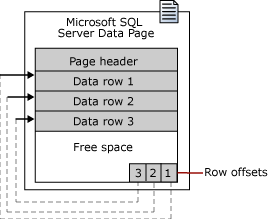 Microsoft SQL
Server Data Page
Page header
Data row 1
Data row 2
Data row 3
Free space
3 2 1 Row offsets